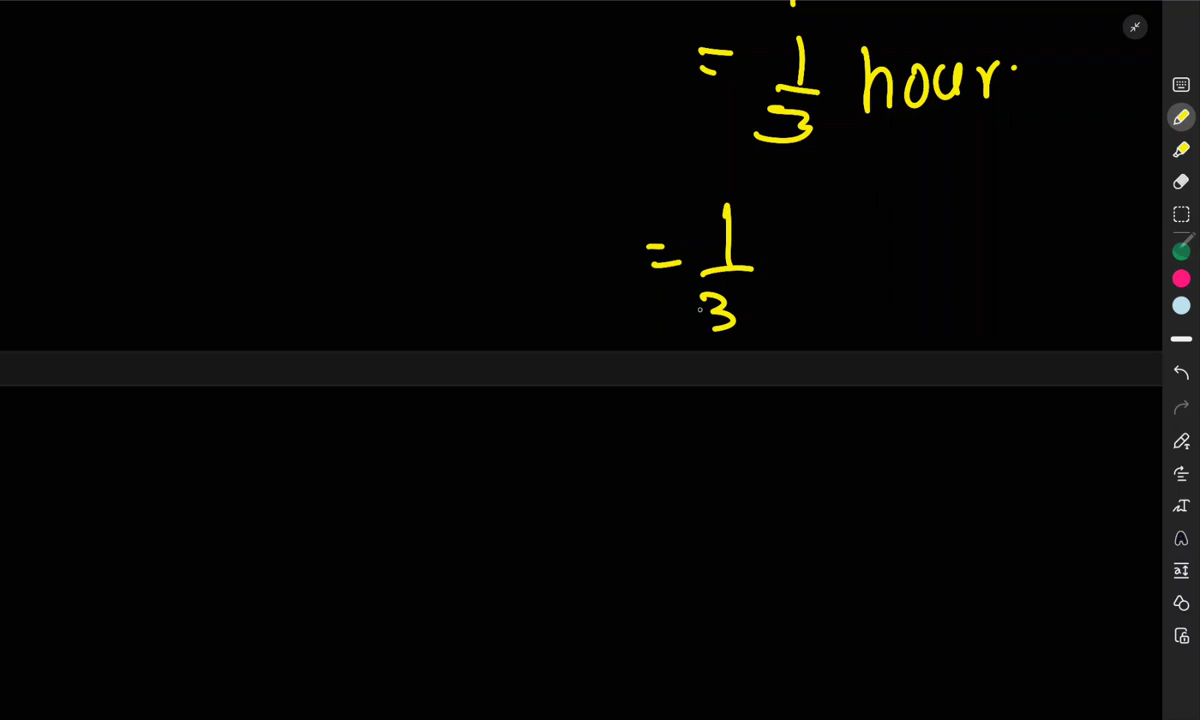 = 1/3 hour.
= 1/3